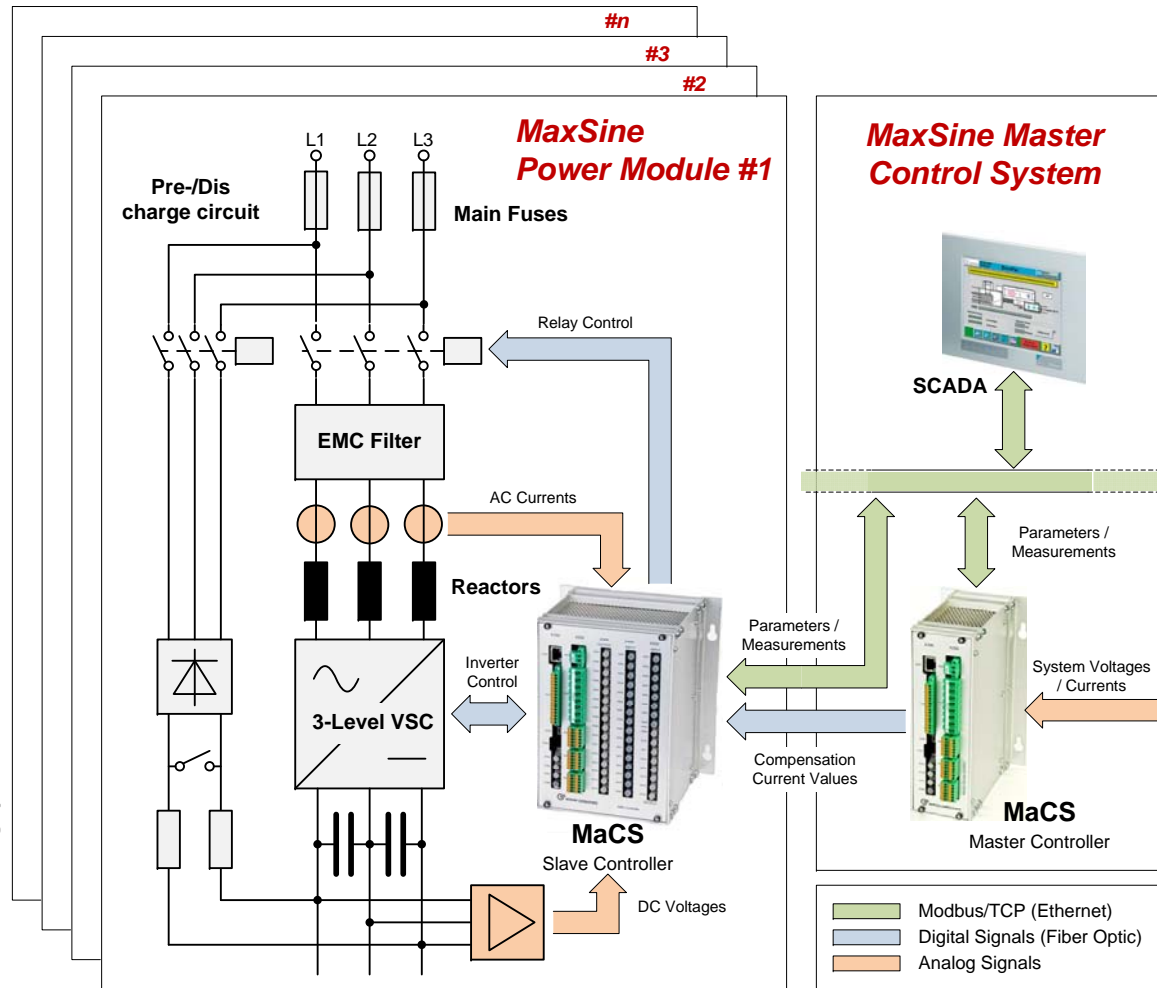 #n
#3
#2
MaxSine
Power Module #1
MaxSine Master
Control System
L1
L2
L3
Pre-/Dis
charge circuit
Main Fuses
Relay Control
SCADA
EMC Filter
AC Currents
Parameters /
Measurements
Reactors
Parameters /
Measurements
Inverter
Control
System Voltages
/ Currents
3-Level VSC
Compensation
Current Values
MaCS
Slave Controller
MaCS
Master Controller
DC Voltages
Modbus/TCP (Ethernet)
Digital Signals (Fiber Optic)
Analog Signals